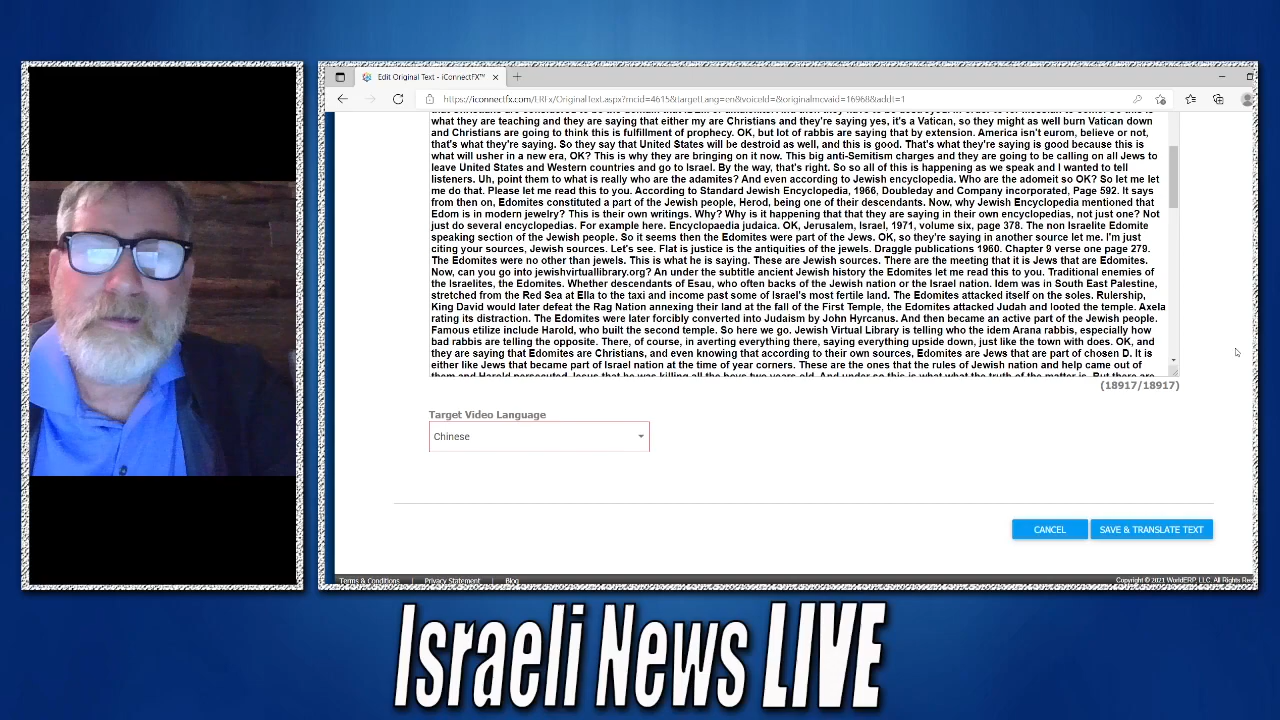 Edit Original Text - iConnectFX™
https://iconnectfx.com/ERFx/OriginalText.aspx?mcid=4615&targetLang=en&voiceId=&originalmcvaid=16968&addt=1
what they are teaching and they are saying that either my are Christians and they're saying yes, it's a Vatican, so they might as well burn Vatican down
and Christians are going to think this is fulfillment of prophecy. OK, but lot of rabbis are saying that by extension. America isn't eurom, believe or not,
that's what they're saying. So they say that United States will be destroid as well, and this is good. That's what they're saying is good because this is
what will usher in a new era, OK? This is why they are bringing on it now. This big anti-Semitism charges and they are going to be calling on all Jews to
leave United States and Western countries and go to Israel. By the way, that's right. So so all of this is happening as we speak and I wanted to tell
listeners. Uh, point them to what is really who are the adamites? And even according to Jewish encyclopedia. Who are the adomeit so OK? So let me let
me do that. Please let me read this to you. According to Standard Jewish Encyclopedia, 1966, Doubleday and Company incorporated, Page 592. It says
from then on, Edomites constituted a part of the Jewish people, Herod, being one of their descendants. Now, why Jewish Encyclopedia mentioned that
Edom is in modern jewelry? This is their own writings. Why? Why is it happening that that they are saying in their own encyclopedias, not just one? Not
just do several encyclopedias. For example here. Encyclopaedia judaica. OK, Jerusalem, Israel, 1971, volume six, page 378. The non Israelite Edomite
speaking section of the Jewish people. So it seems then the Edomites were part of the Jews. OK, so they're saying in another source let me. I'm just
citing your sources, Jewish sources. Let's see. Flat is justice is the antiquities of the jewels. Draggle publications 1960. Chapter 9 verse one page 279.
The Edomites were no other than jewels. This is what he is saying. These are Jewish sources. There are the meeting that it is Jews that are Edomites.
Now, can you go into jewishvirtuallibrary.org? An under the subtitle ancient Jewish history the Edomites let me read this to you. Traditional enemies of
the Israelites, the Edomites. Whether descendants of Esau, who often backs of the Jewish nation or the Israel nation. Idem was in South East Palestine,
stretched from the Red Sea at Ella to the taxi and income past some of Israel's most fertile land. The Edomites attacked itself on the soles. Rulership,
King David would later defeat the Rag Nation annexing their land at the fall of the First Temple, the Edomites attacked Judah and looted the temple. Axela
rating its distraction. The Edomites were later forcibly converted into Judaism by John Hyrcanus. And then became an active part of the Jewish people.
Famous etilize include Harold, who built the second temple. So here we go. Jewish Virtual Library is telling who the idem Arana rabbis, especially how
bad rabbis are telling the opposite. There, of course, in averting everything there, saying everything upside down, just like the town with does. OK, and
they are saying that Edomites are Christians, and even knowing that according to their own sources, Edomites are Jews that are part of chosen D. It is
either like Jews that became part of Israel nation at the time of year corners. These are the ones that the rules of Jewish nation and help came out of
(18917/18917)
Target Video Language
Chinese
CANCEL SAVE & TRANSLATE TEXT
Terms & Conditions | Privacy Statement | Blog
Copyright © 2021 WorldERP, LLC. All Rights Res
Israeli News LIVE